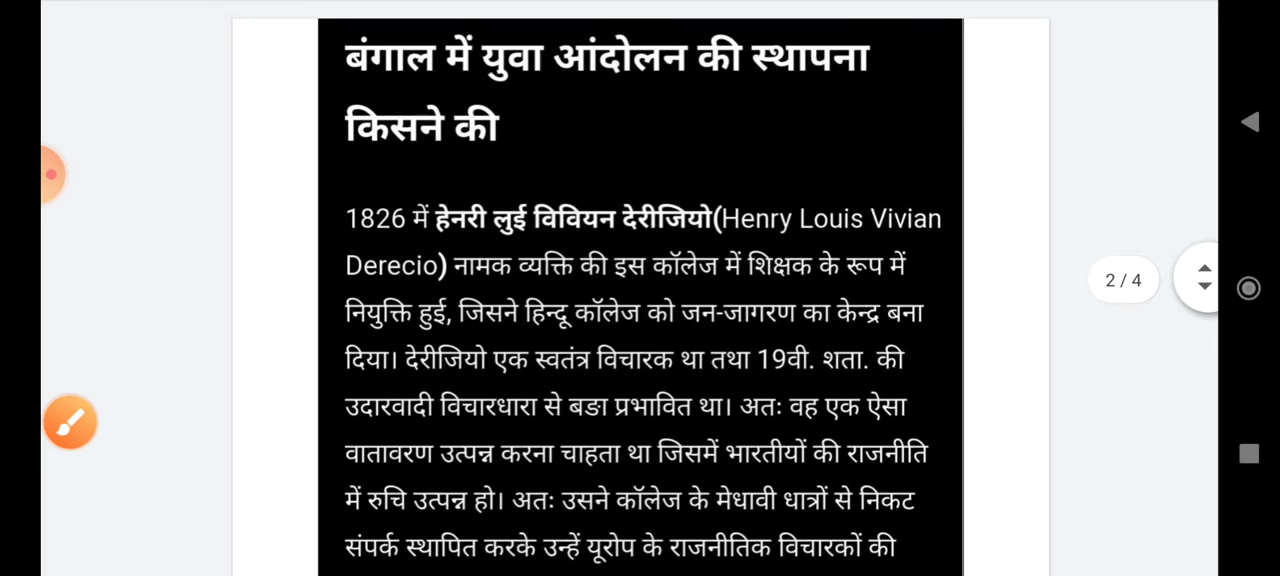 बंगाल में युवा आंदोलन की स्थापना
किसने की
1826 में हेनरी लुई विवियन देरीजियो(Henry Louis Vivian
Derecio) नामक व्यक्ति की इस कॉलेज में शिक्षक के रूप में
नियुक्ति हुई, जिसने हिन्दू कॉलेज को जन-जागरण का केन्द्र बना
दिया। देरीजियो एक स्वतंत्र विचारक था तथा 19वी. शता. की
उदारवादी विचारधारा से बङा प्रभावित था। अतः वह एक ऐसा
वातावरण उत्पन्न करना चाहता था जिसमें भारतीयों की राजनीति
में रुचि उत्पन्न हो। अतः उसने कॉलेज के मेधावी धात्रों से निकट
संपर्क स्थापित करके उन्हें यूरोप के राजनीतिक विचारकों की
2 / 4